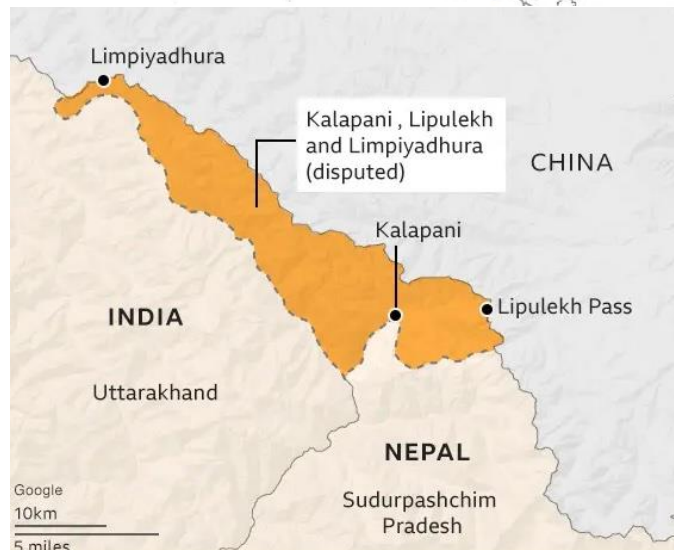 Limpiyadhura
Kalapani , Lipulekh
and Limpiyadhura
(disputed)
CHINA
Kalapani
Lipulekh Pass
INDIA
Uttarakhand
NEPAL
Sudurpashchim
Pradesh
Google
10km
5 miles